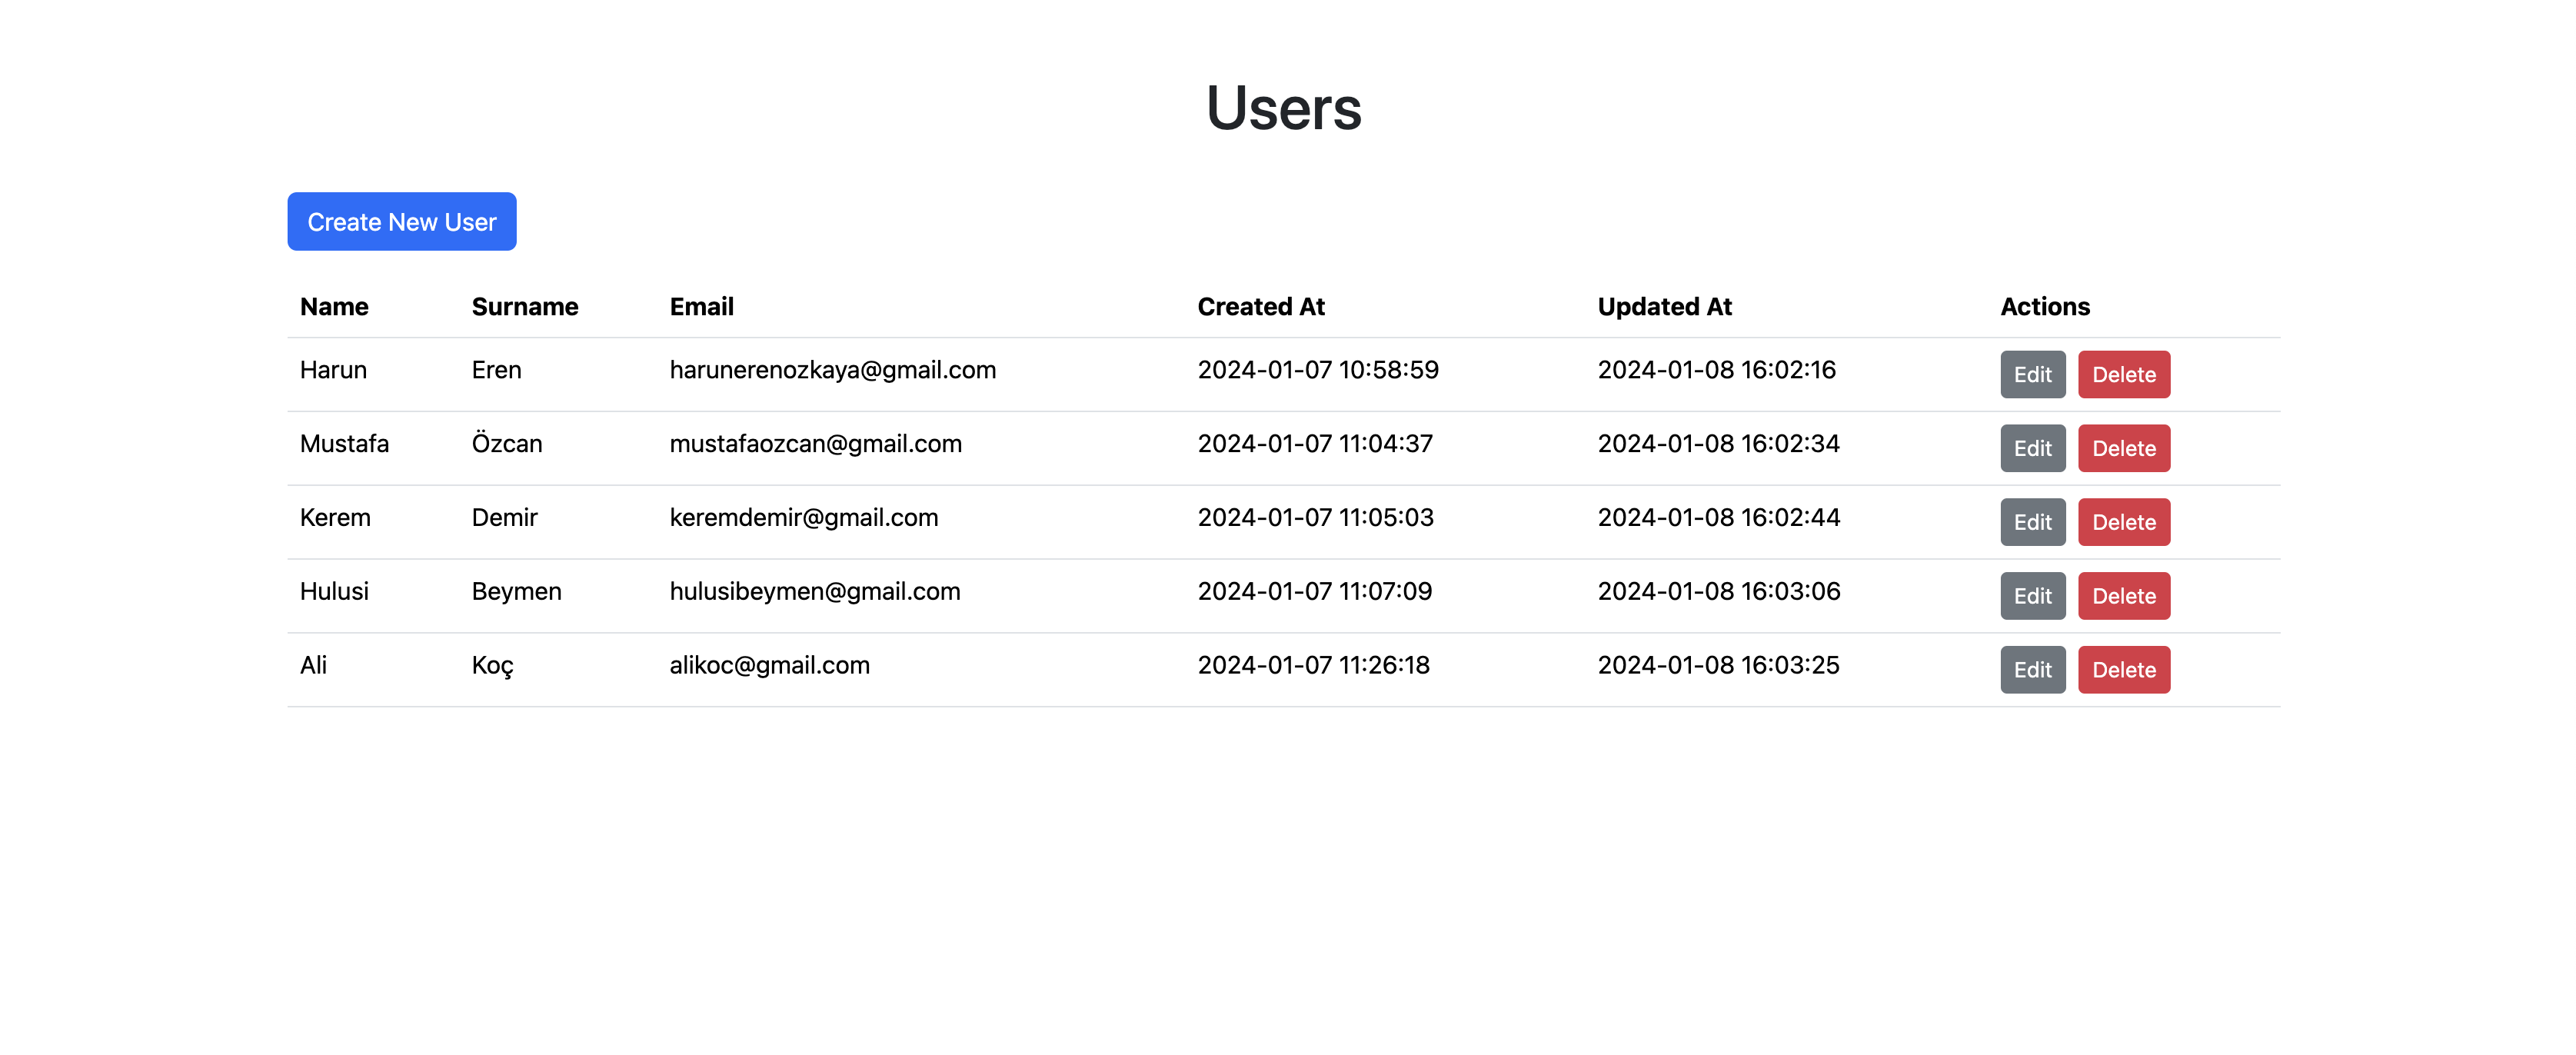 Users
Create New User
Name Surname Email Created At Updated At Actions
Harun Eren harunerenozkaya@gmail.com 2024-01-07 10:58:59 2024-01-08 16:02:16 Edit Delete
Mustafa Özcan mustafaozcan@gmail.com 2024-01-07 11:04:37 2024-01-08 16:02:34 Edit Delete
Kerem Demir keremdemir@gmail.com 2024-01-07 11:05:03 2024-01-08 16:02:44 Edit Delete
Hulusi Beymen hulusibeymen@gmail.com 2024-01-07 11:07:09 2024-01-08 16:03:06 Edit Delete
Ali Koç alikoc@gmail.com 2024-01-07 11:26:18 2024-01-08 16:03:25 Edit Delete